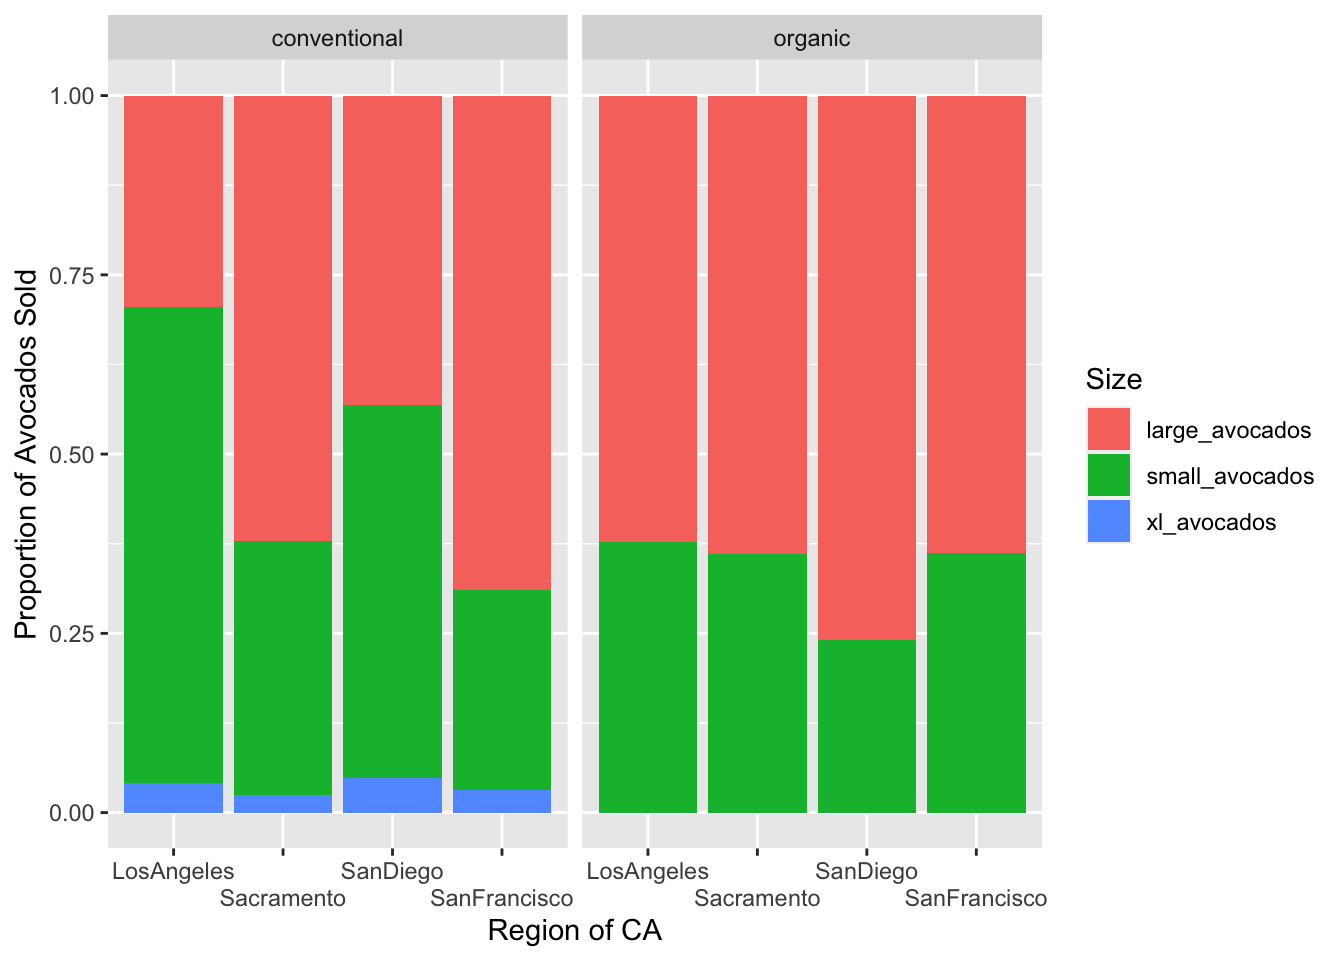 conventional
organic
1.00
0.75
0.50
0.25
0.00
Proportion of Avocados Sold
LosAngeles
Sacramento
SanDiego
SanFrancisco
LosAngeles
Sacramento
SanDiego
SanFrancisco
Region of CA
Size
large_avocados
small_avocados
xl_avocados